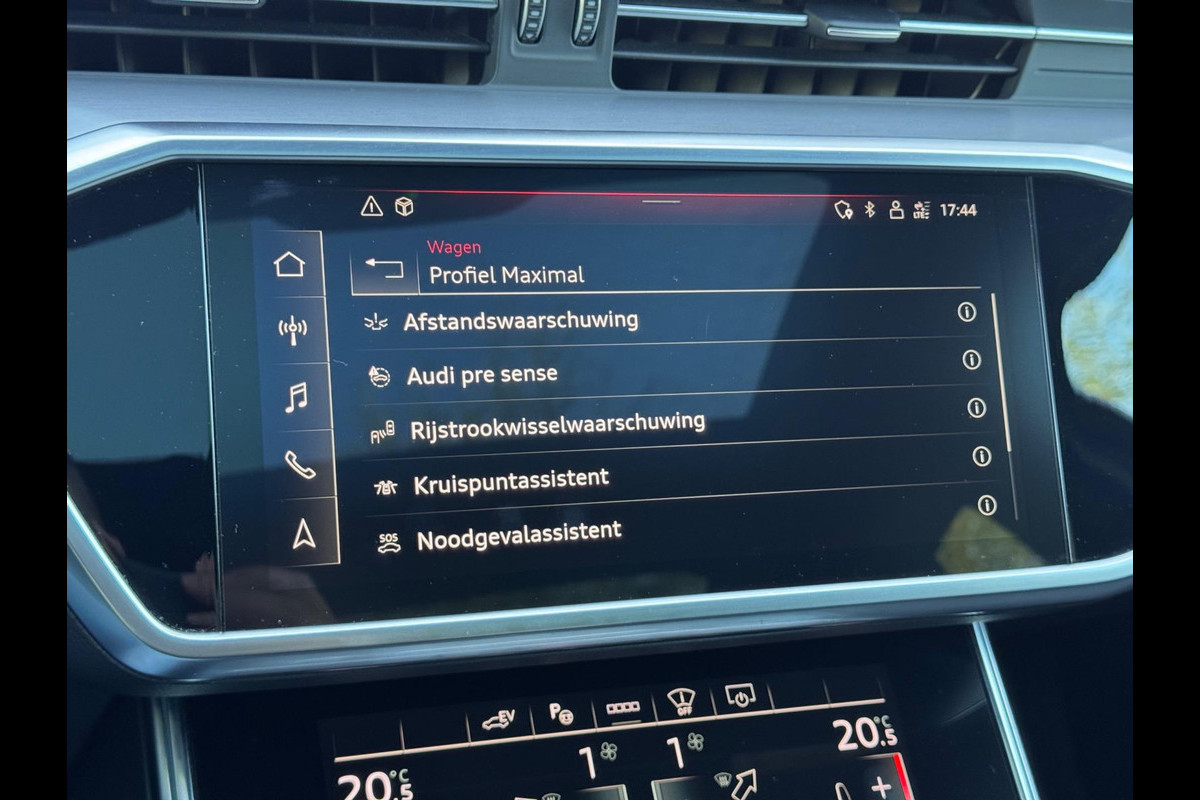 LTE
17:44
Wagen
Profiel Maximal
Afstandswaarschuwing
Audi pre sense
Rijstrookwisselwaarschuwing
Kruispuntassistent
SOS
Noodgevalassistent
EV
P
OFF
20.5 °C
1
1
20.5 °C
+